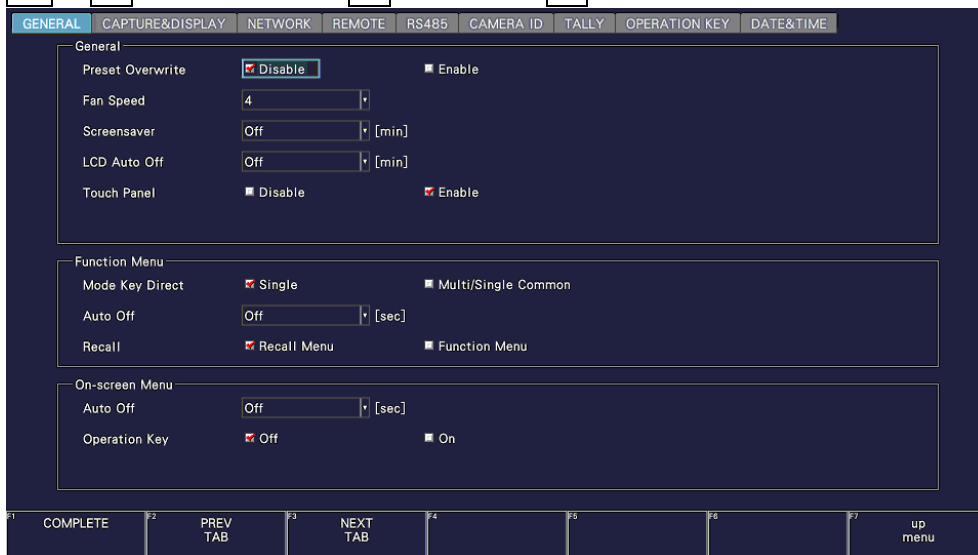 GENERAL CAPTURE&DISPLAY NETWORK REMOTE RS485 CAMERA ID TALLY OPERATION KEY DATE&TIME
General
Preset Overwrite Disable Enable
Fan Speed 4
Screensaver Off [min]
LCD Auto Off Off [min]
Touch Panel Disable Enable
Function Menu
Mode Key Direct Single Multi/Single Common
Auto Off Off [sec]
Recall Recall Menu Function Menu
On-screen Menu
Auto Off Off [sec]
Operation Key Off On
F1 COMPLETE F2 PREV F3 NEXT F4 F5 F6 F7 up
TAB TAB menu